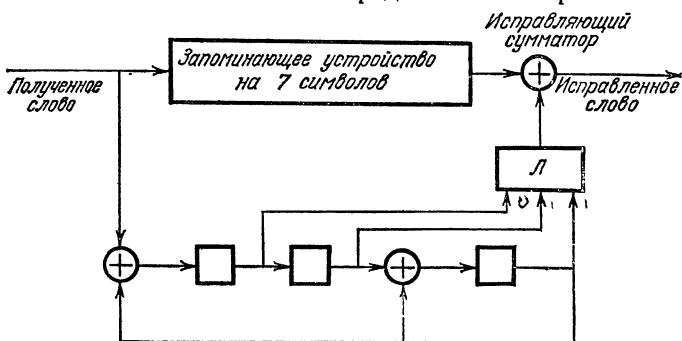 Исправляющий
сумматор
Запоминающее устройство
на 7 символов
Полученное
слово
Исправленное
слово
Л
0 1 1